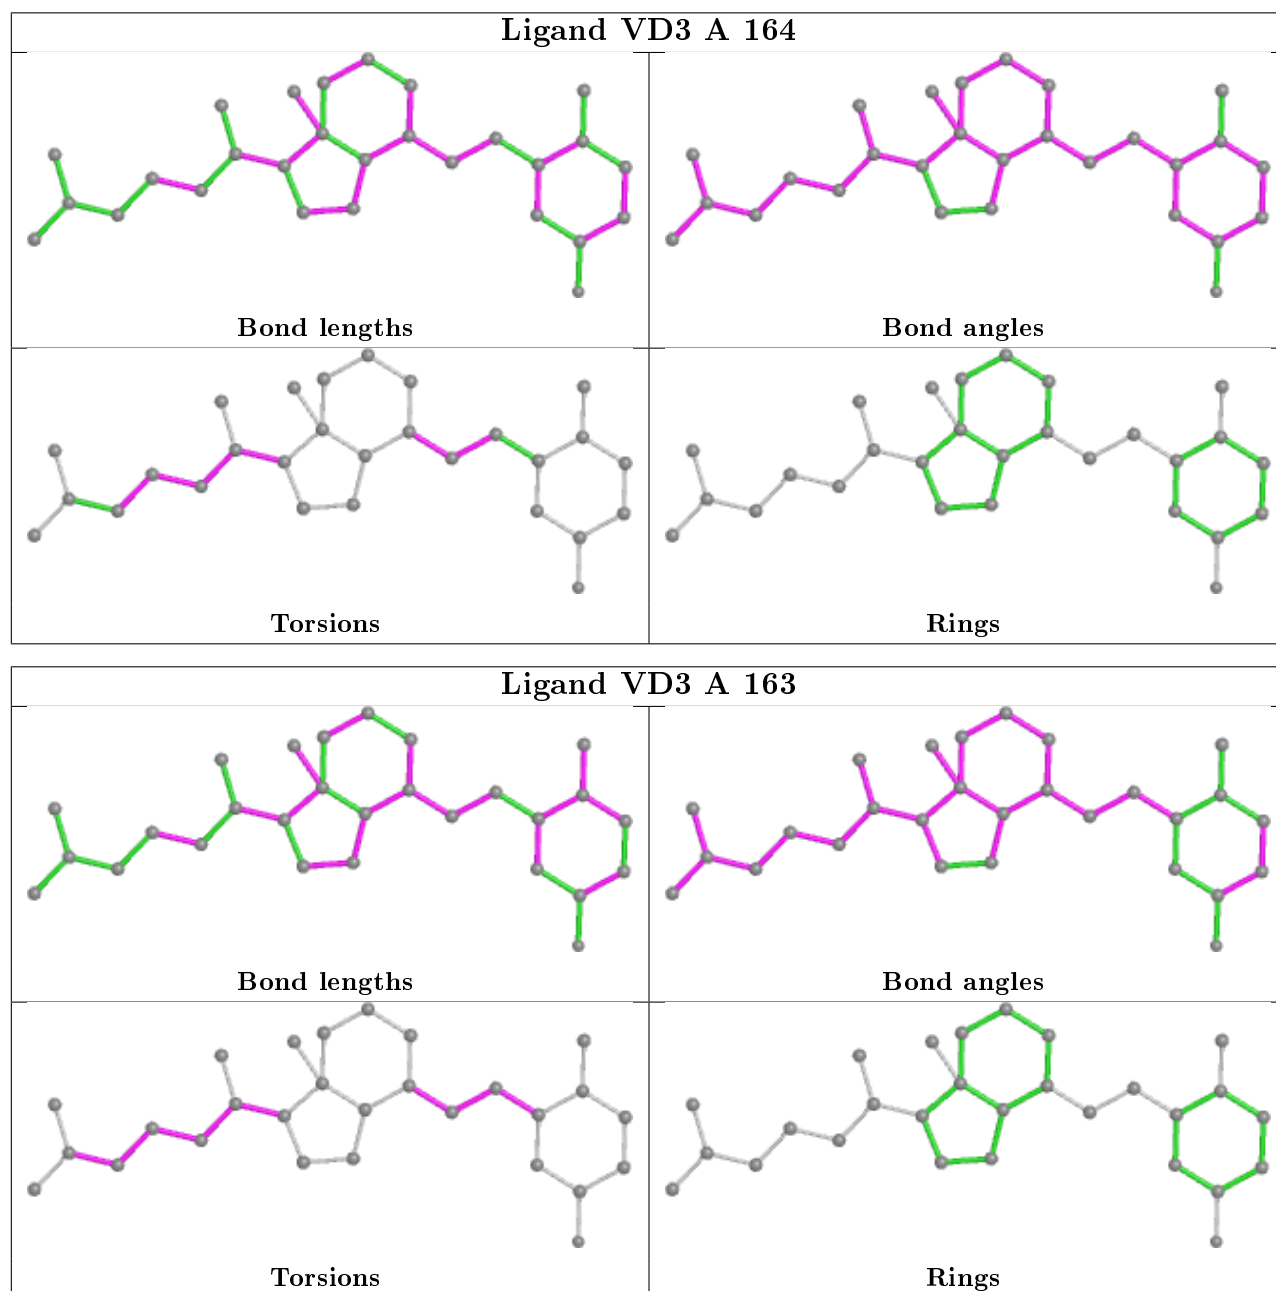 Ligand VD3 A 164
Bond lengths
Bond angles
Torsions
Rings
Ligand VD3 A 163
Bond lengths
Bond angles
Torsions
Rings